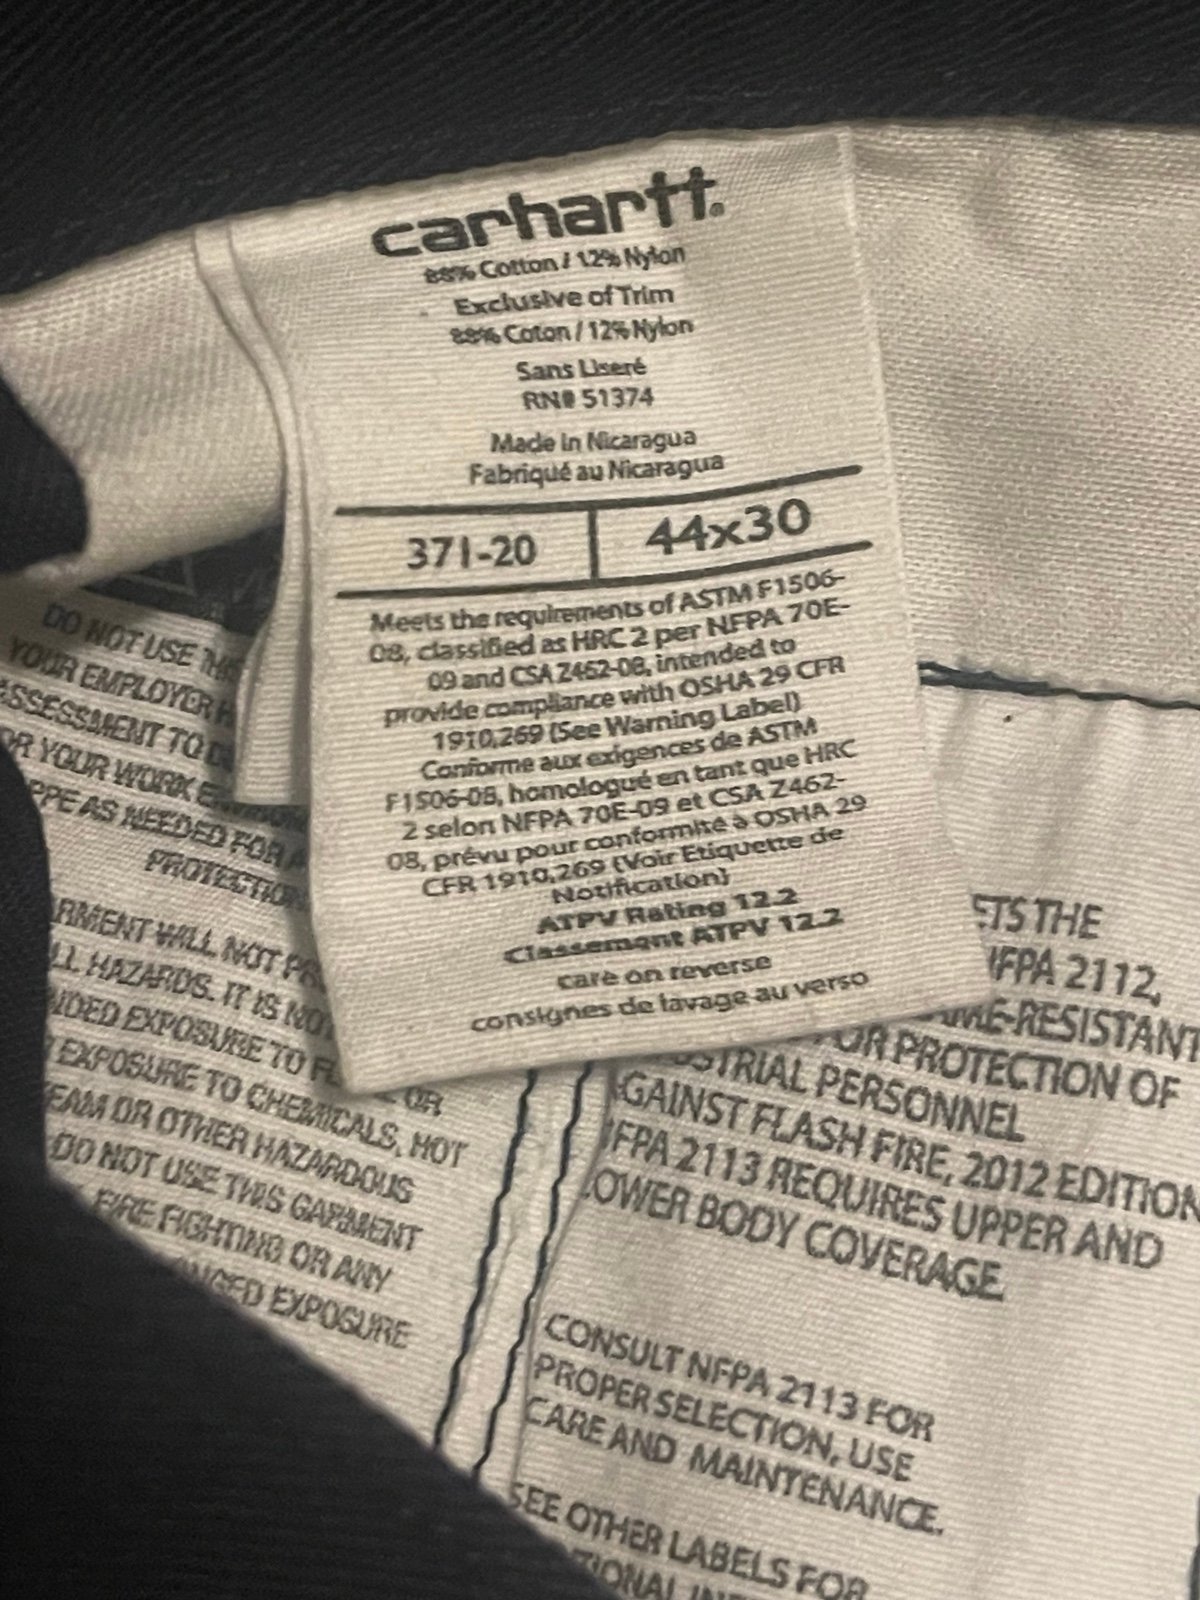 carhartt®
88% Cotton / 12% Nylon
Exclusive of Trim
88% Coton / 12% Nylon
Sans Liseré
RN# 51374
Made in Nicaragua
Fabriqué au Nicaragua
371-20
44x30
Meets the requirements of ASTM F1506-
08, classified as HRC 2 per NFPA 70E-
09 and CSA Z462-08, intended to
provide compliance with OSHA 29 CFR
1910.269 (See Warning Label)
Conforme aux exigences de ASTM
F1506-08, homologué en tant que HRC
2 selon NFPA 70E-09 et CSA Z462-
08, prévu pour conformité à OSHA 29
CFR 1910.269 (Voir Etiquette de
Notification)
ATPV Rating 12.2
Classement ATPV 12.2
care on reverse
consignes de lavage au verso
DO NOT USE
YOUR EMPLOYER
ASSESSMENT TO
YOUR WORK
PPE AS NEEDED FOR
PROTECTION
WILL NOT
HAZARDS. IT IS NOT
EXPOSURE TO
OR
EXPOSURE TO CHEMICALS, HOT
OR OTHER HAZARDOUS
DO NOT USE THIS GARMENT
FIRE FIGHTING OR ANY
EXPOSURE
ETS THE
NFPA 2112,
AME-RESISTANT
OR PROTECTION OF
STRIAL PERSONNEL
GAINST FLASH FIRE, 2012 EDITION
NFPA 2113 REQUIRES UPPER AND
LOWER BODY COVERAGE
CONSULT NFPA 2113 FOR
PROPER SELECTION, USE
CARE AND MAINTENANCE.
SEE OTHER LABELS FOR